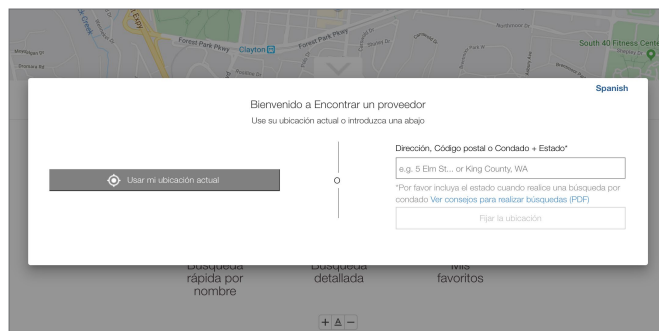 Forest Park Pkwy
Clayton
Forest Park Pkwy
South 40 Fitness Cente
Spanish
Bienvenido a Encontrar un proveedor
Use su ubicación actual o introduzca una abajo
Usar mi ubicación actual
O
Dirección, Código postal o Condado + Estado*
e.g. 5 Elm St... or King County, WA
*Por favor incluya el estado cuando realice una búsqueda por
condado Ver consejos para realizar búsquedas (PDF)
Fijar la ubicación
Búsqueda
rápida por
nombre
Búsqueda
detallada
Mis
favoritos
+ A −